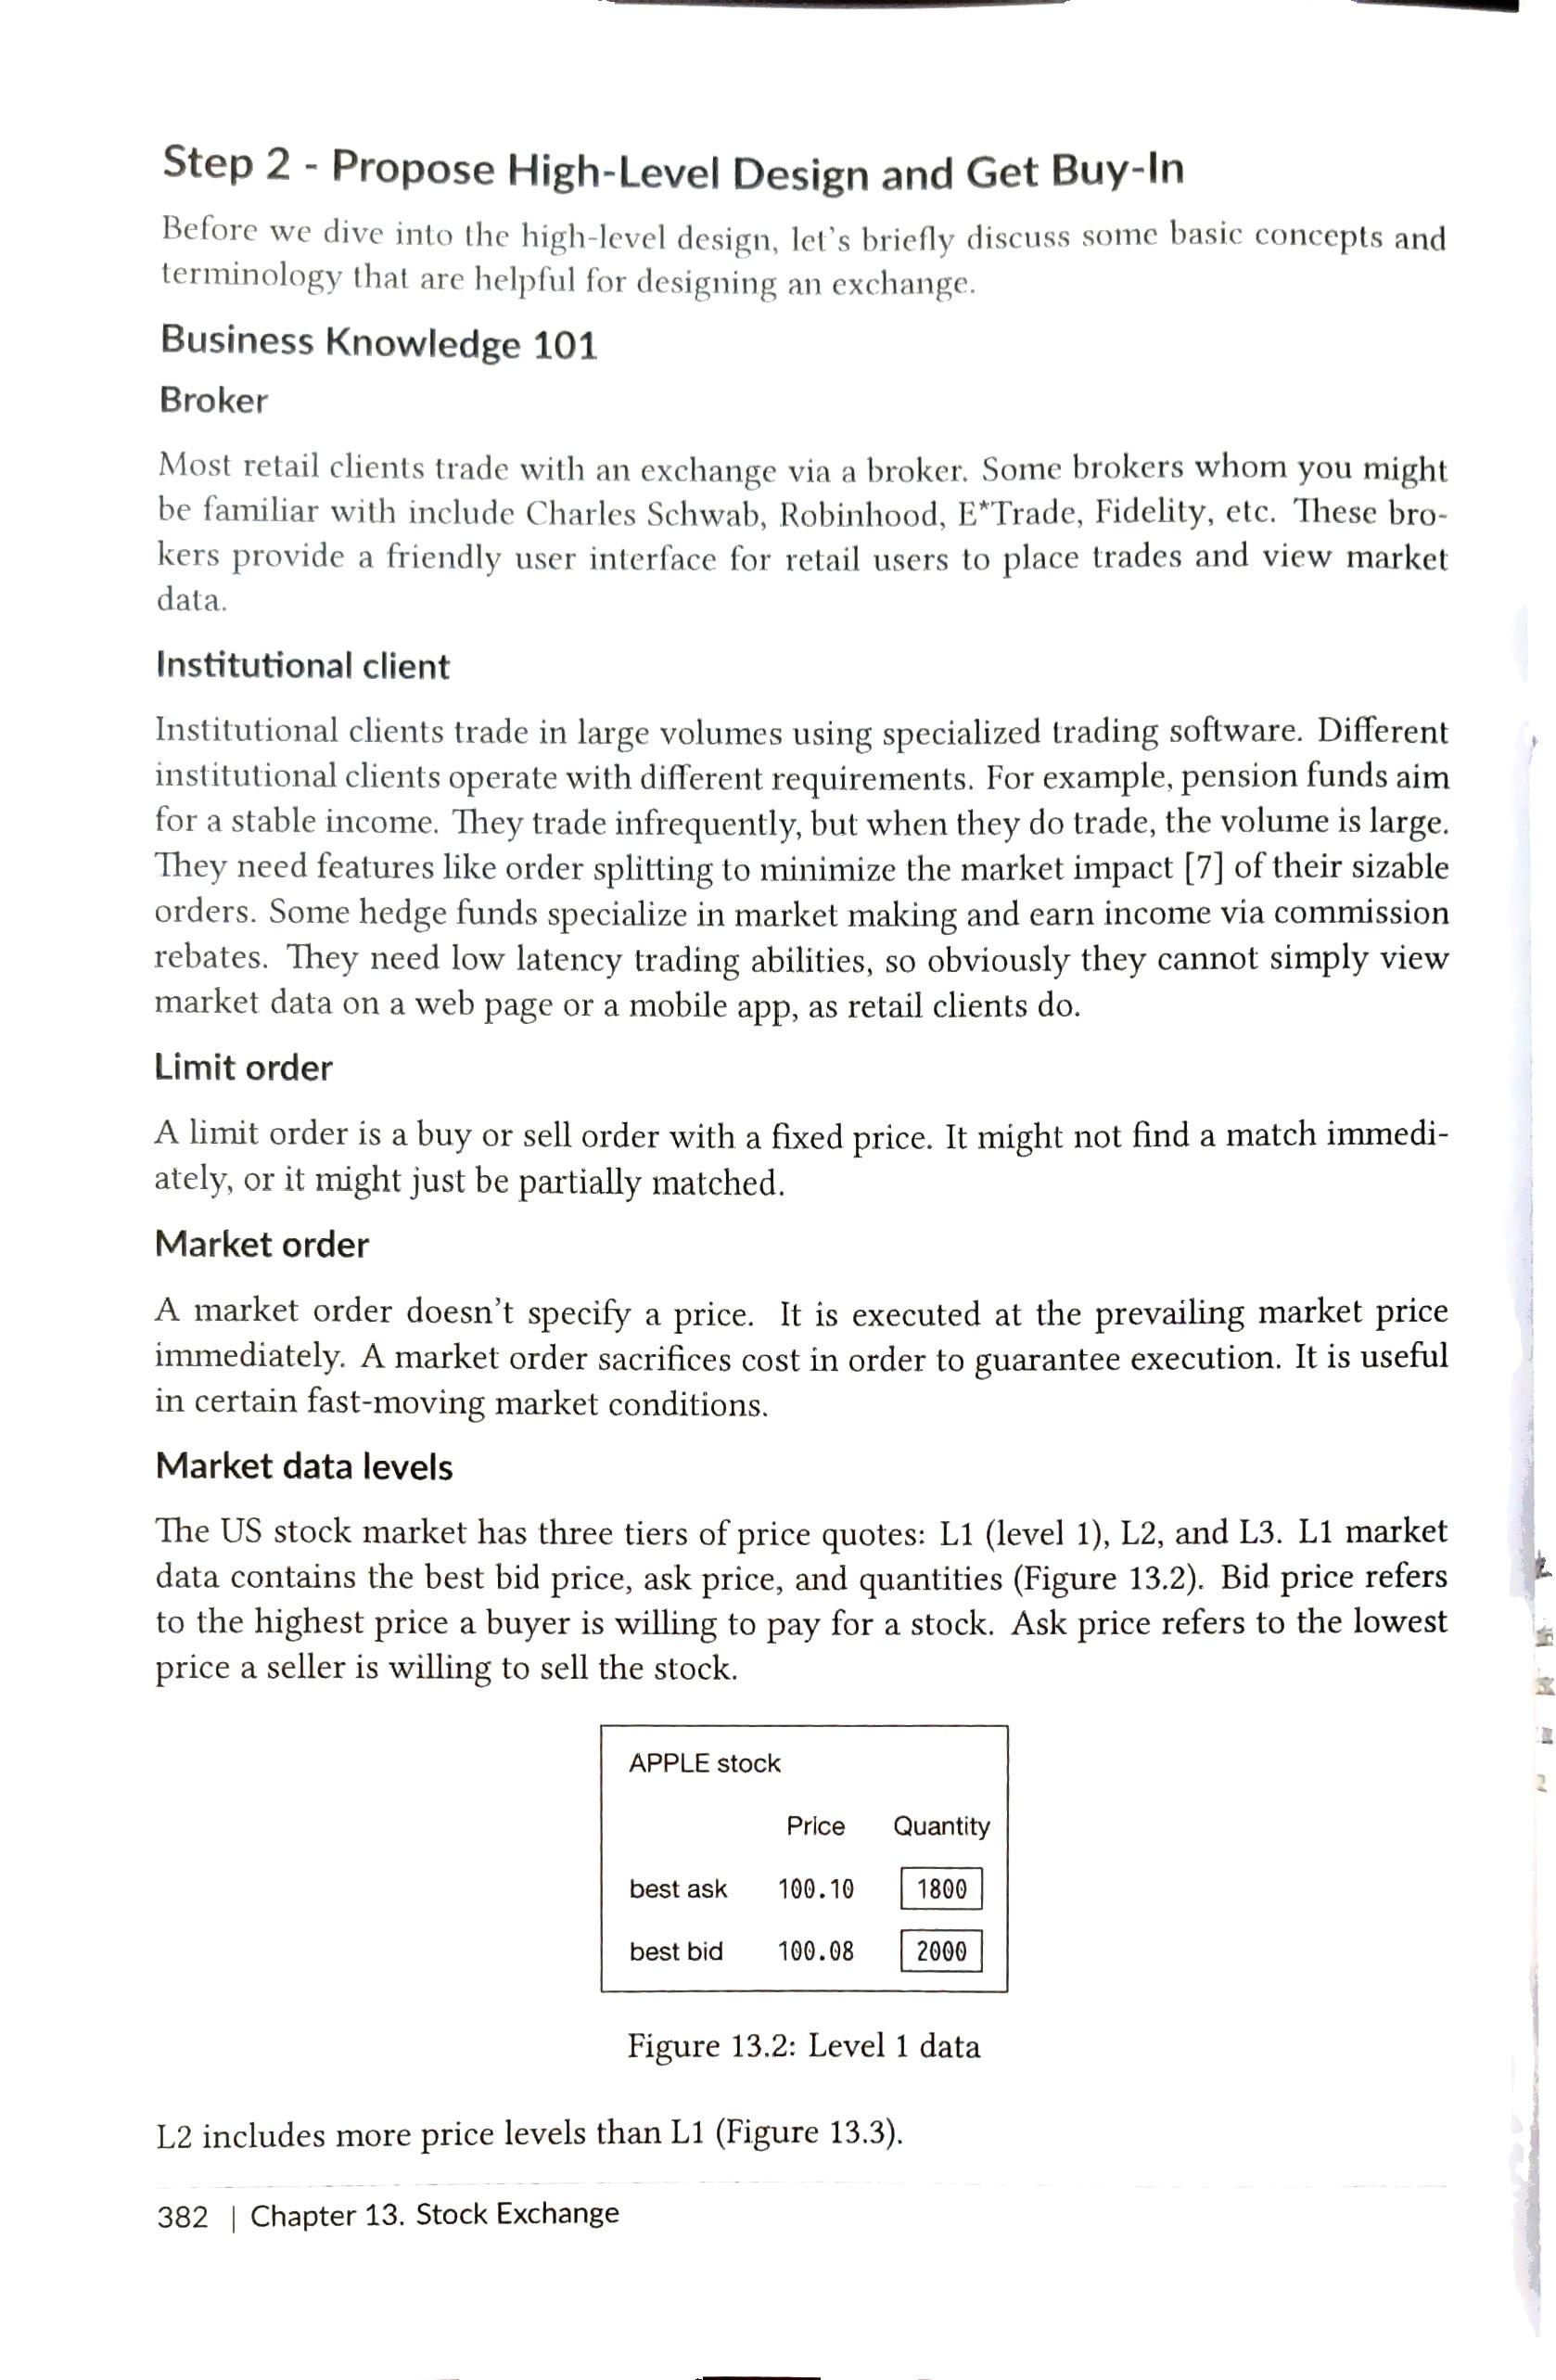 Step 2 - Propose High-Level Design and Get Buy-In
Before we dive into the high-level design, let's briefly discuss some basic concepts and
terminology that are helpful for designing an exchange.
Business Knowledge 101
Broker
Most retail clients trade with an exchange via a broker. Some brokers whom you might
be familiar with include Charles Schwab, Robinhood, E*Trade, Fidelity, etc. These bro-
kers provide a friendly user interface for retail users to place trades and view market
data.
Institutional client
Institutional clients trade in large volumes using specialized trading software. Different
institutional clients operate with different requirements. For example, pension funds aim
for a stable income. They trade infrequently, but when they do trade, the volume is large.
They need features like order splitting to minimize the market impact [7] of their sizable
orders. Some hedge funds specialize in market making and earn income via commission
rebates. They need low latency trading abilities, so obviously they cannot simply view
market data on a web page or a mobile app, as retail clients do.
Limit order
A limit order is a buy or sell order with a fixed price. It might not find a match immedi-
ately, or it might just be partially matched.
Market order
A market order doesn't specify a price. It is executed at the prevailing market price
immediately. A market order sacrifices cost in order to guarantee execution. It is useful
in certain fast-moving market conditions.
Market data levels
The US stock market has three tiers of price quotes: L1 (level 1), L2, and L3. L1 market
data contains the best bid price, ask price, and quantities (Figure 13.2). Bid price refers
to the highest price a buyer is willing to pay for a stock. Ask price refers to the lowest
price a seller is willing to sell the stock.
APPLE stock
Price Quantity
best ask 100.10 1800
best bid 100.08 2000
Figure 13.2: Level 1 data
L2 includes more price levels than L1 (Figure 13.3).
382 | Chapter 13. Stock Exchange